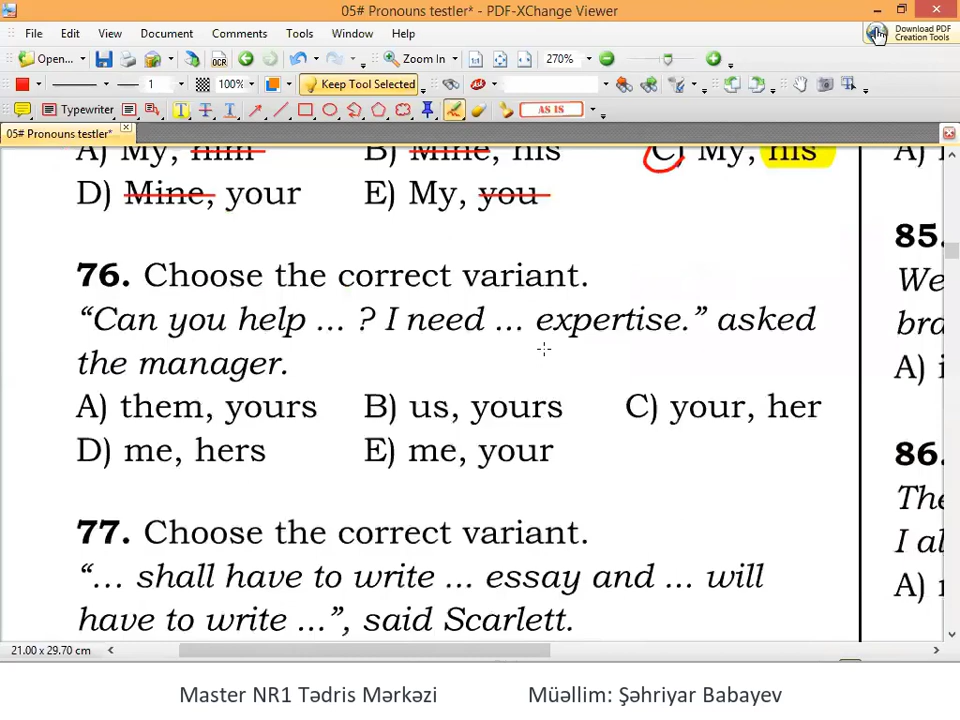 05# Pronouns testler* - PDF-XChange Viewer
File Edit View Document Comments Tools Window Help
Download PDF Creation Tools
Open... OCR Zoom In 270%
1 100% Keep Tool Selected
Typewriter AS IS
05# Pronouns testler*
A) My, him B) Mine, his C) My, his
D) Mine, your E) My, you
76. Choose the correct variant.
“Can you help ... ? I need ... expertise.” asked
the manager.
A) them, yours B) us, yours C) your, her
D) me, hers E) me, your
77. Choose the correct variant.
“... shall have to write ... essay and ... will
have to write ...”, said Scarlett.
85.
We
bra
A) i
86.
The
I al
21.00 x 29.70 cm
Master NR1 Tədris Mərkəzi Müəllim: Şəhriyar Babayev